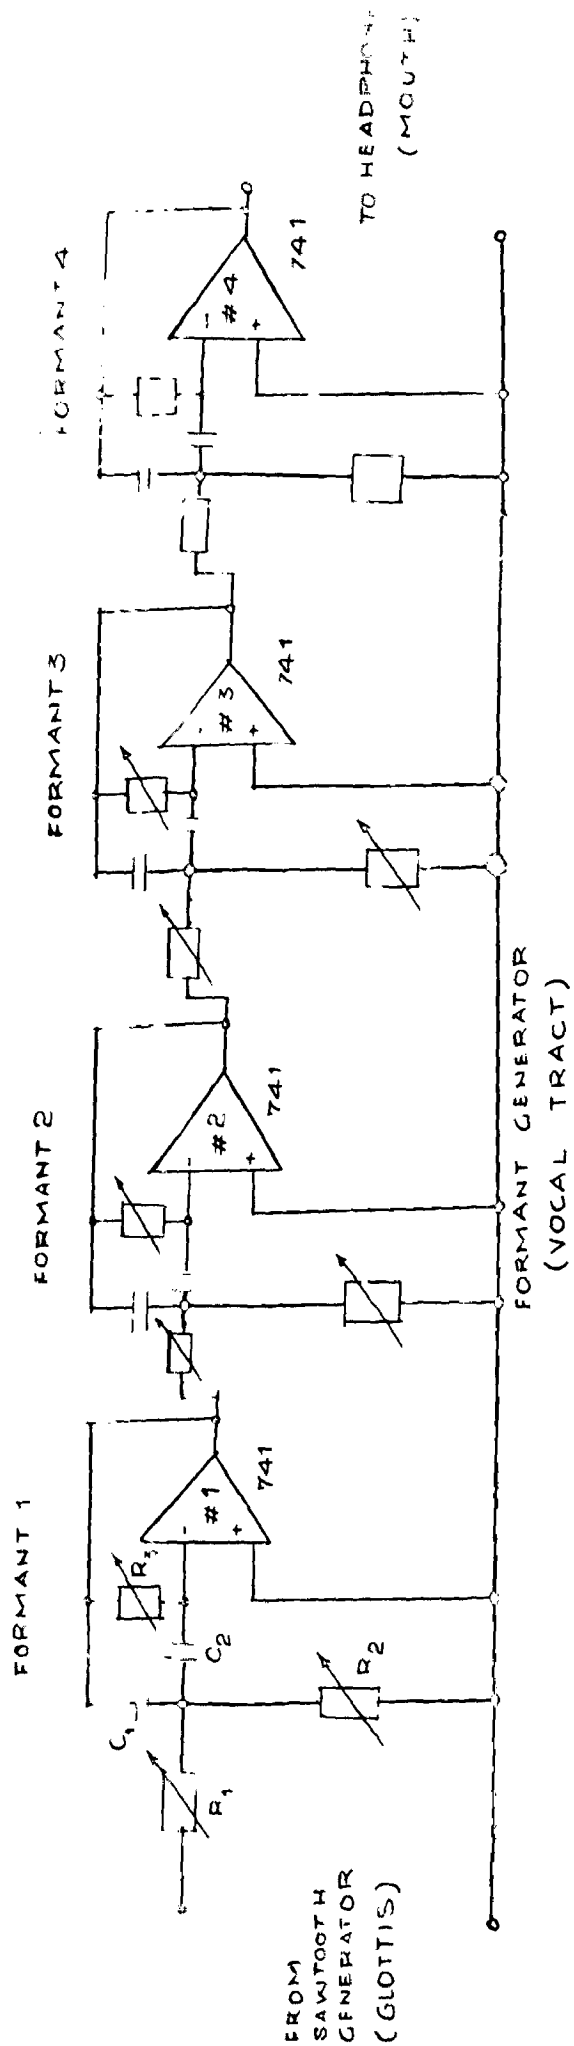 FORMANT 1
FORMANT 2
FORMANT 3
FORMANT 4
C1
R1
C2
R2
R3
#1
-
+
741
#2
-
+
741
#3
-
+
741
#4
-
+
741
FROM
SAWTOOTH
GENERATOR
(GLOTTIS)
FORMANT GENERATOR
(VOCAL TRACT)
TO
(MOUTH)